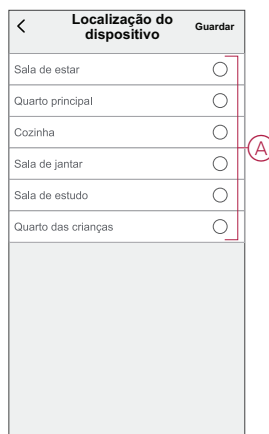 Localização do
dispositivo
Guardar
Sala de estar
Quarto principal
Cozinha
A
Sala de jantar
Sala de estudo
Quarto das crianças